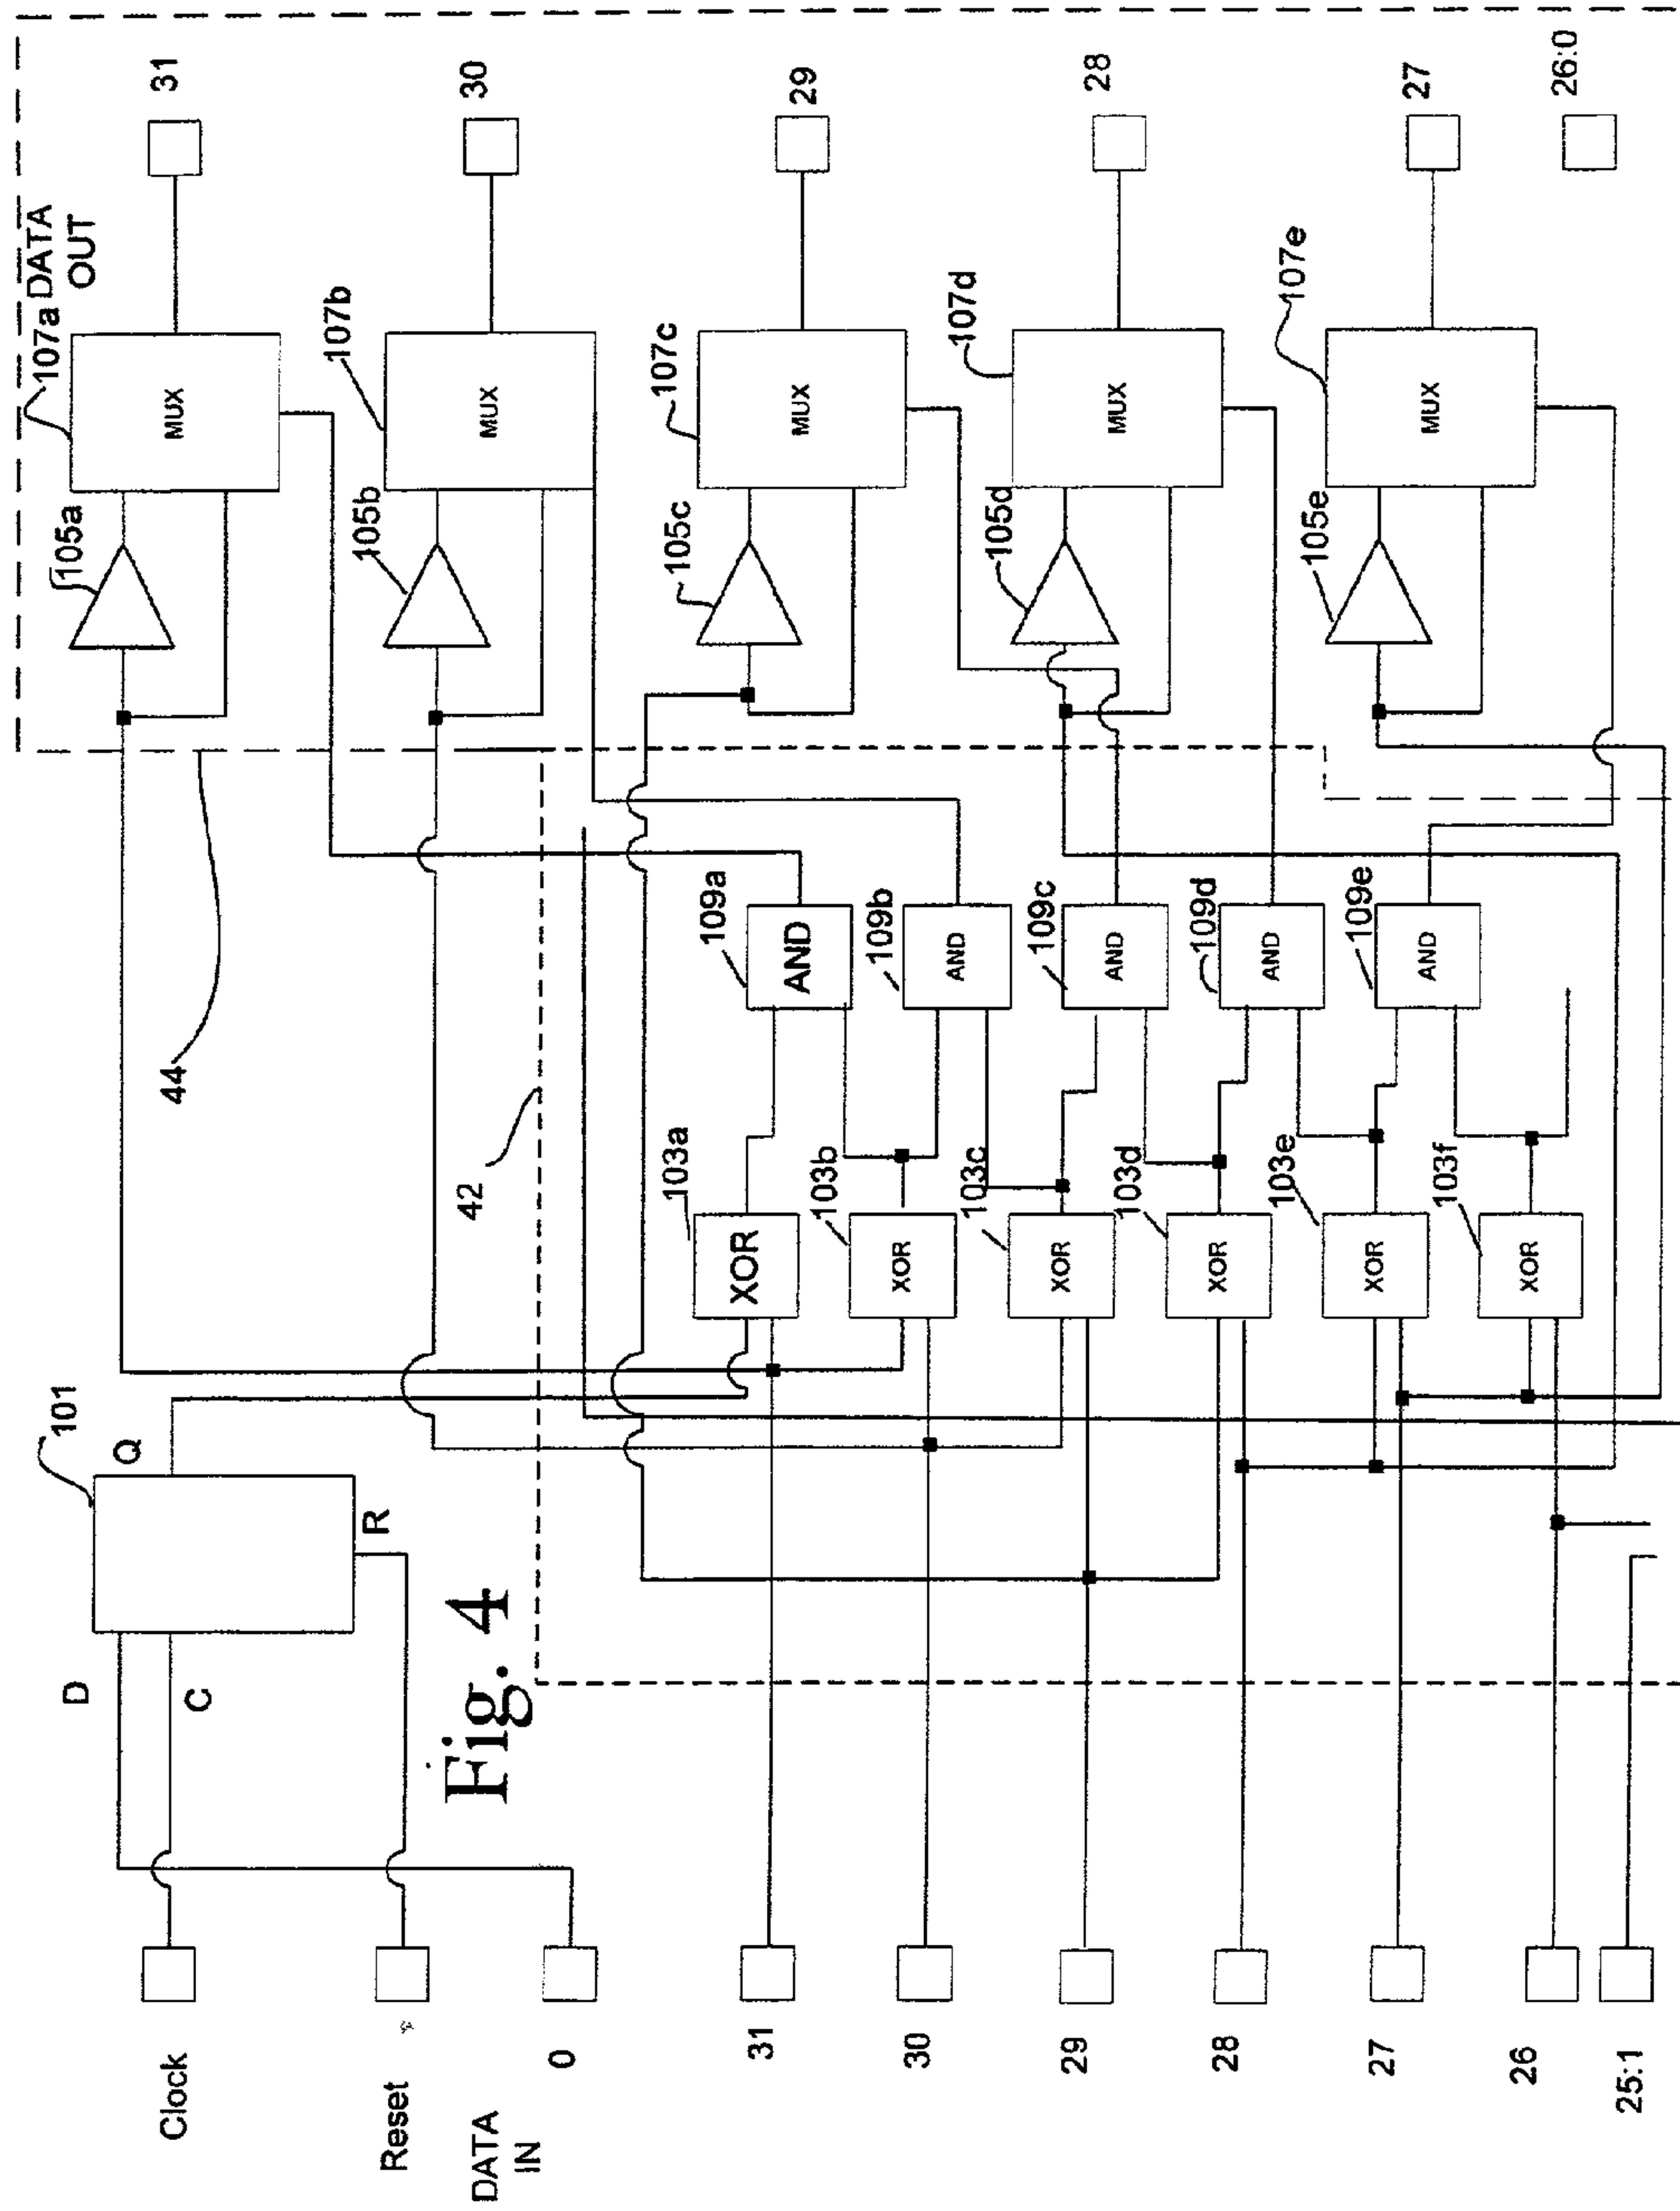 Fig. 4
Clock
Reset
DATA
IN
0
31
30
29
28
27
26
25:1
D
C
Q
R
101
42
44
103a
103b
103c
103d
103e
103f
XOR
XOR
XOR
XOR
XOR
XOR
109a
109b
109c
109d
109e
AND
AND
AND
AND
AND
105a
105b
105c
105d
105e
107a
107b
107c
107d
107e
MUX
MUX
MUX
MUX
MUX
DATA
OUT
31
30
29
28
27
26:0